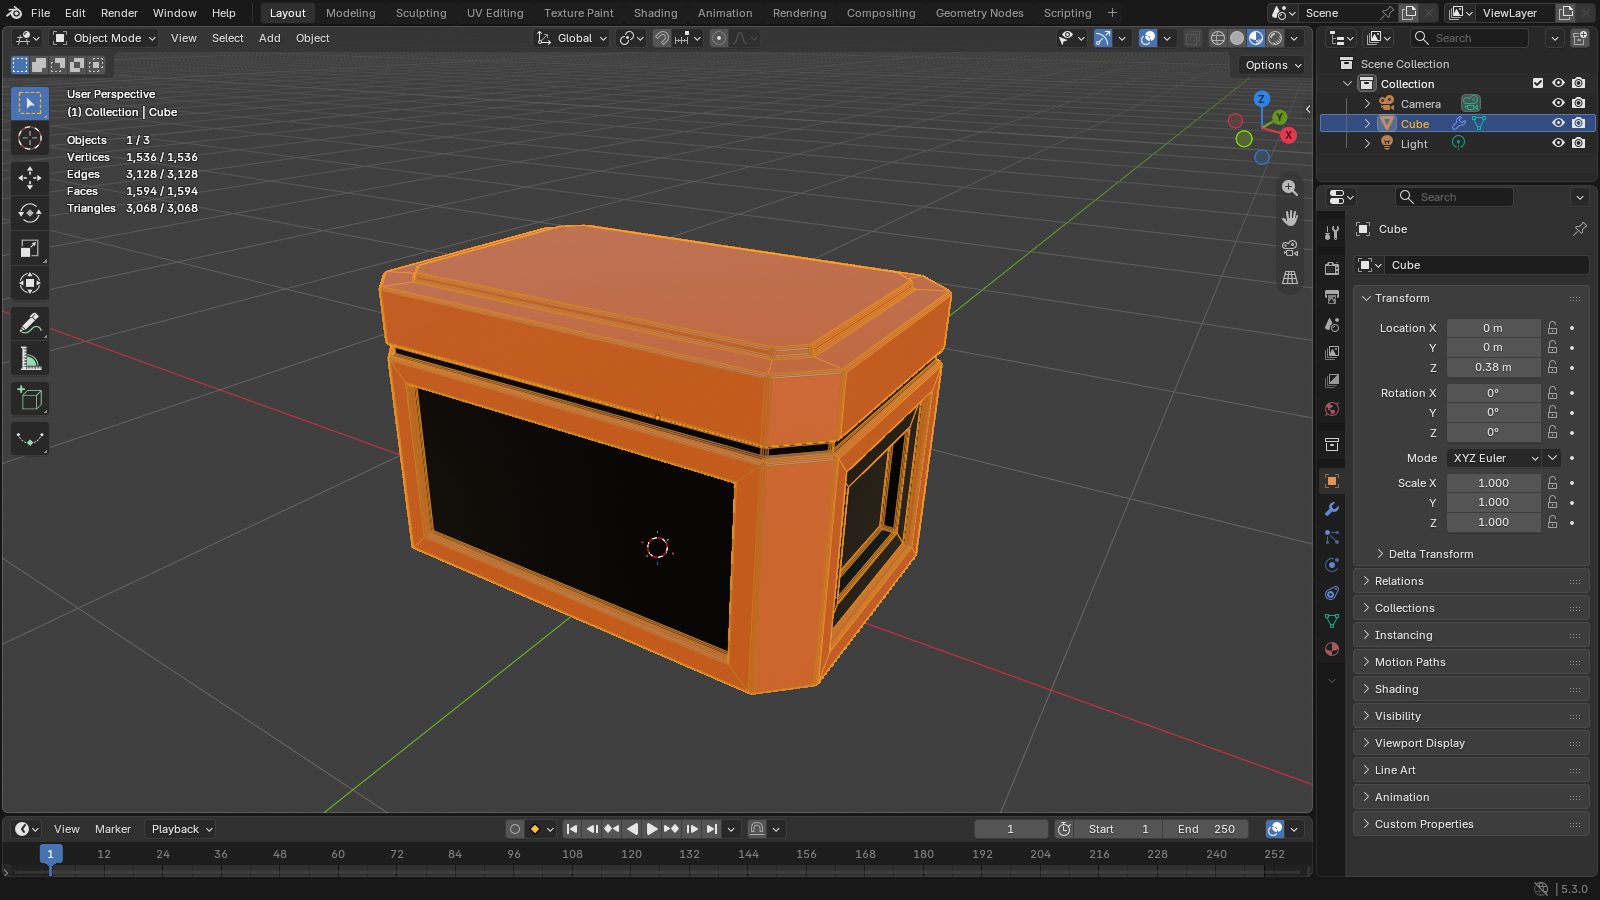 File Edit Render Window Help Layout Modeling Sculpting UV Editing Texture Paint Shading Animation Rendering Compositing Geometry Nodes Scripting + Scene ViewLayer
Object Mode View Select Add Object Global Search
Options
User Perspective
(1) Collection | Cube
Objects 1 / 3
Vertices 1,536 / 1,536
Edges 3,128 / 3,128
Faces 1,594 / 1,594
Triangles 3,068 / 3,068
Z
Y
X
Scene Collection
Collection
Camera
Cube
Light
Search
Cube
Cube
Transform
Location X 0 m
Y 0 m
Z 0.38 m
Rotation X 0°
Y 0°
Z 0°
Mode XYZ Euler
Scale X 1.000
Y 1.000
Z 1.000
Delta Transform
Relations
Collections
Instancing
Motion Paths
Shading
Visibility
Viewport Display
Line Art
Animation
Custom Properties
View Marker Playback 1 Start 1 End 250
1 12 24 36 48 60 72 84 96 108 120 132 144 156 168 180 192 204 216 228 240 252
5.3.0